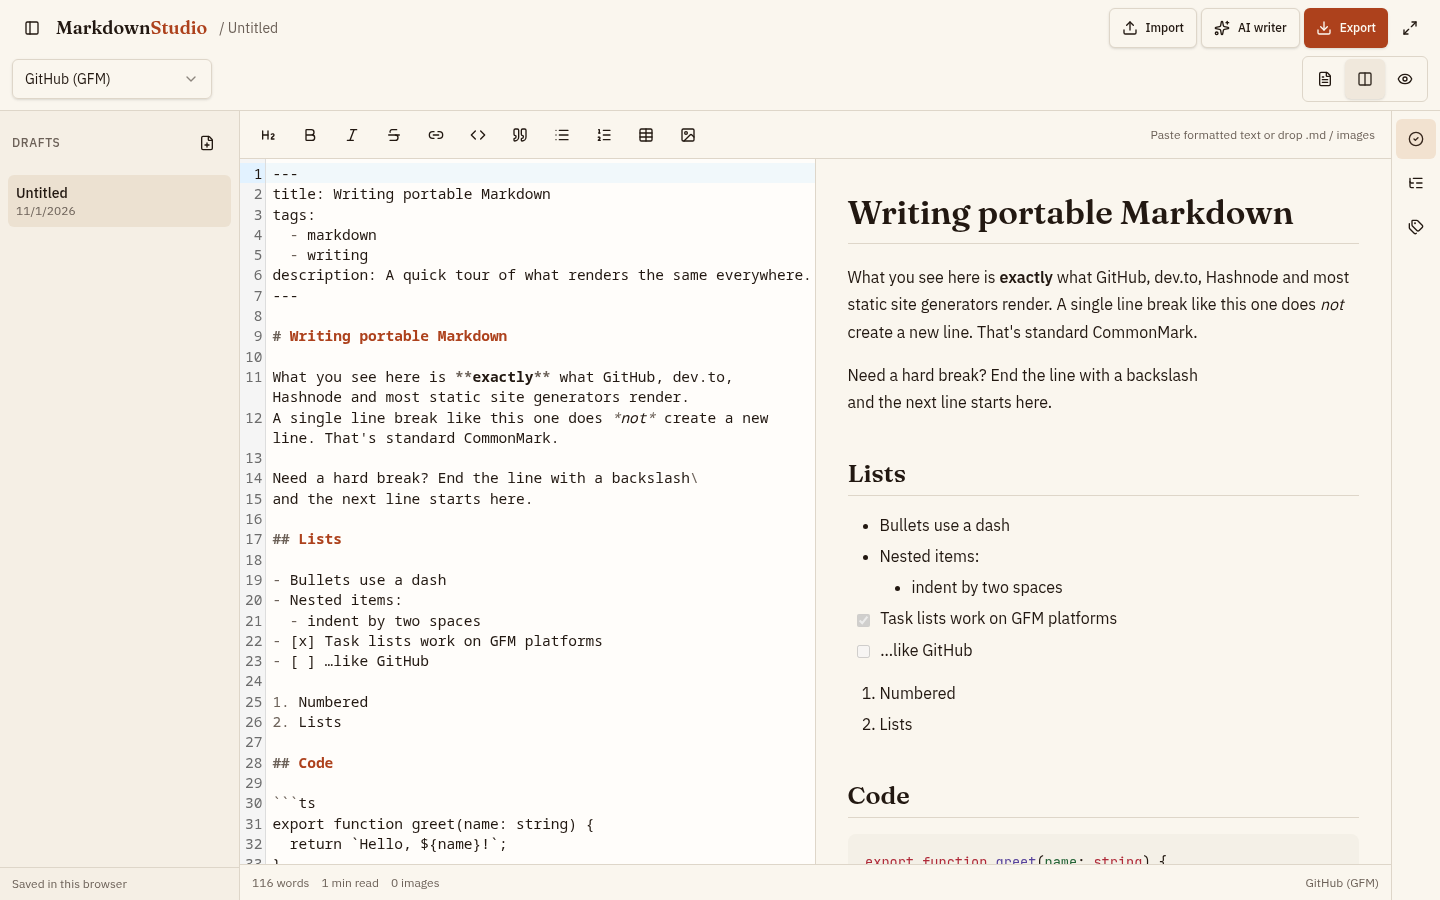 MarkdownStudio / Untitled
Import
AI writer
Export
GitHub (GFM)
DRAFTS
Untitled
11/1/2026
Saved in this browser
H2
Paste formatted text or drop .md / images
1 ---
2 title: Writing portable Markdown
3 tags:
4   - markdown
5   - writing
6 description: A quick tour of what renders the same everywhere.
7 ---
8
9 # Writing portable Markdown
10
11 What you see here is **exactly** what GitHub, dev.to,
Hashnode and most static site generators render.
12 A single line break like this one does *not* create a new
line. That's standard CommonMark.
13
14 Need a hard break? End the line with a backslash\
15 and the next line starts here.
16
17 ## Lists
18
19 - Bullets use a dash
20 - Nested items:
21   - indent by two spaces
22 - [x] Task lists work on GFM platforms
23 - [ ] …like GitHub
24
25 1. Numbered
26 2. Lists
27
28 ## Code
29
30 ```ts
31 export function greet(name: string) {
32   return `Hello, ${name}!`;
33 }
Writing portable Markdown
What you see here is exactly what GitHub, dev.to, Hashnode and most
static site generators render. A single line break like this one does not
create a new line. That's standard CommonMark.
Need a hard break? End the line with a backslash
and the next line starts here.
Lists
• Bullets use a dash
• Nested items:
• indent by two spaces
Task lists work on GFM platforms
…like GitHub
1. Numbered
2. Lists
Code
export function greet(name: string) {
116 words 1 min read 0 images
GitHub (GFM)